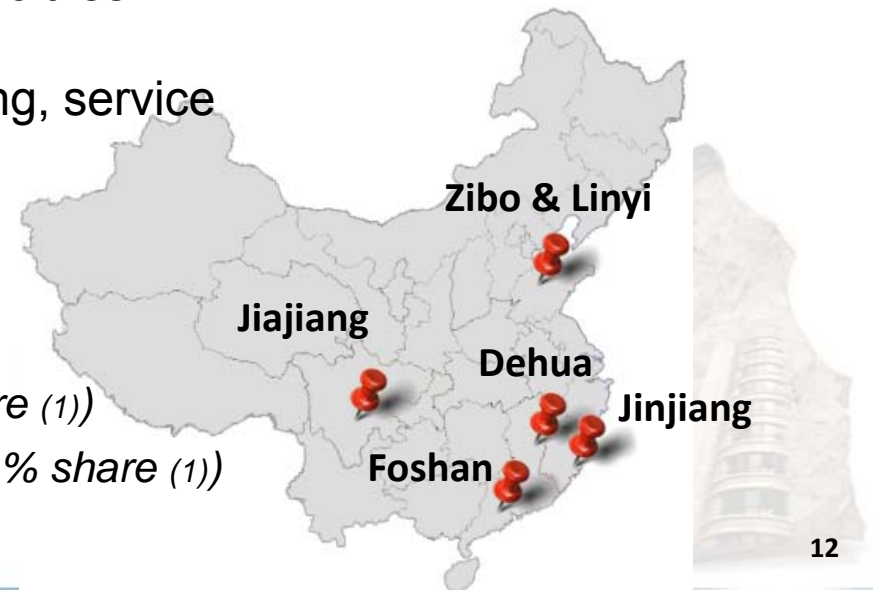 ng, service
Zibo & Linyi
Jiajiang
Dehua
re (1))
Jinjiang
% share (1))
Foshan
12